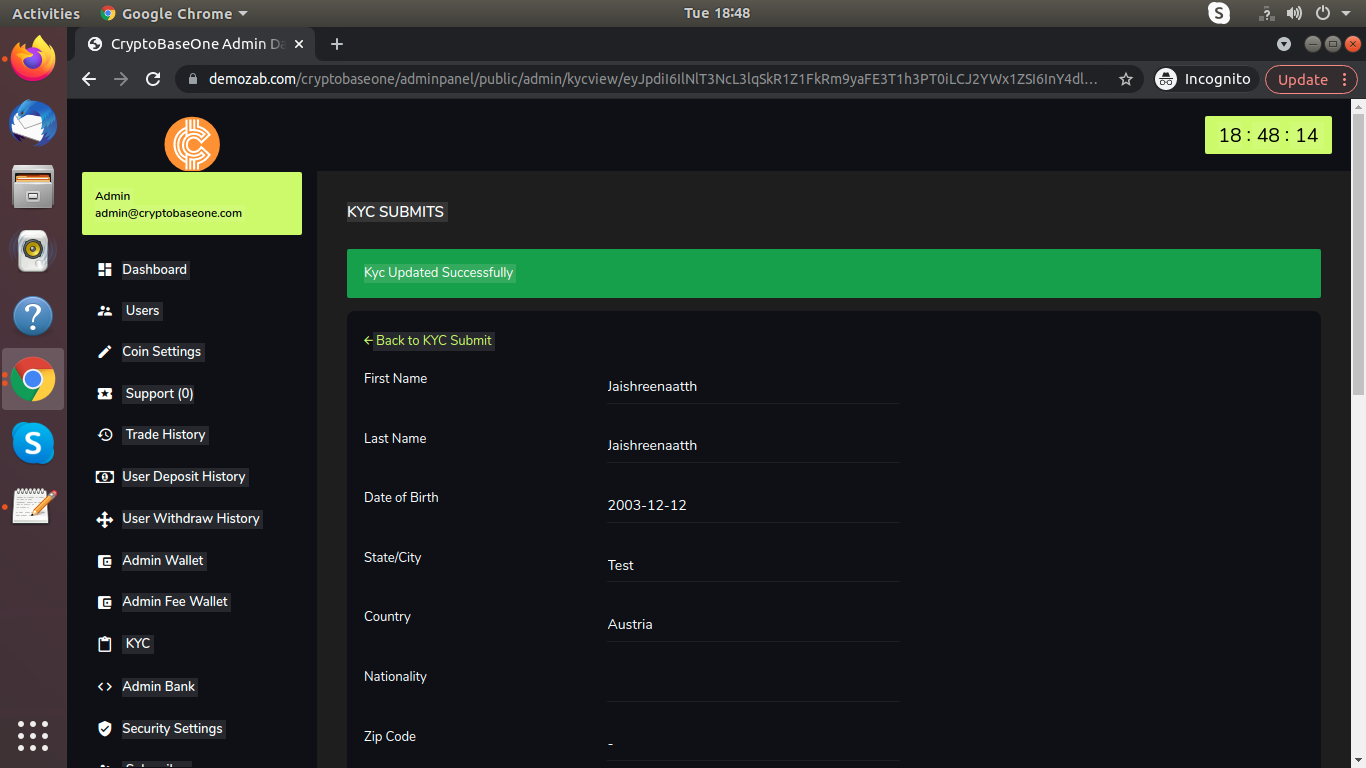 Activities
Google Chrome
Tue 18:48
CryptoBaseOne Admin Da
demozab.com/cryptobaseone/adminpanel/public/admin/kycview/eyJpdiI6IlNlT3NcL3lqSkR1Z1FkRm9yaFE3T1h3PT0iLCJ2YWx1ZSI6InY4dl...
Incognito
Update
18 : 48 : 14
Admin
admin@cryptobaseone.com
Dashboard
Users
Coin Settings
Support (0)
Trade History
User Deposit History
User Withdraw History
Admin Wallet
Admin Fee Wallet
KYC
Admin Bank
Security Settings
KYC SUBMITS
Kyc Updated Successfully
Back to KYC Submit
First Name
Jaishreenaatth
Last Name
Jaishreenaatth
Date of Birth
2003-12-12
State/City
Test
Country
Austria
Nationality
Zip Code
-